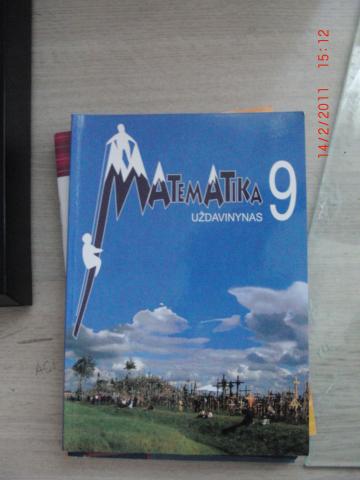 MATEMATIKA 9
UŽDAVINYNAS
14/2/2011 15:12